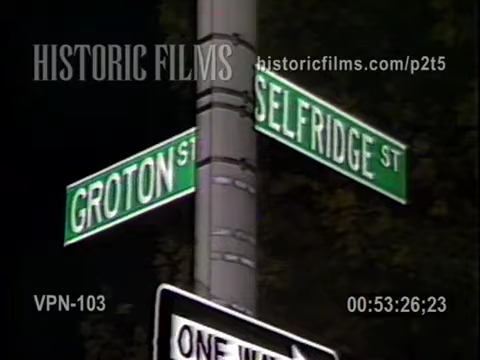 HISTORIC FILMS
historicfilms.com/p2t5
SELFRIDGE ST
GROTON ST
VPN-103
00:53:26;23
ONE WAY